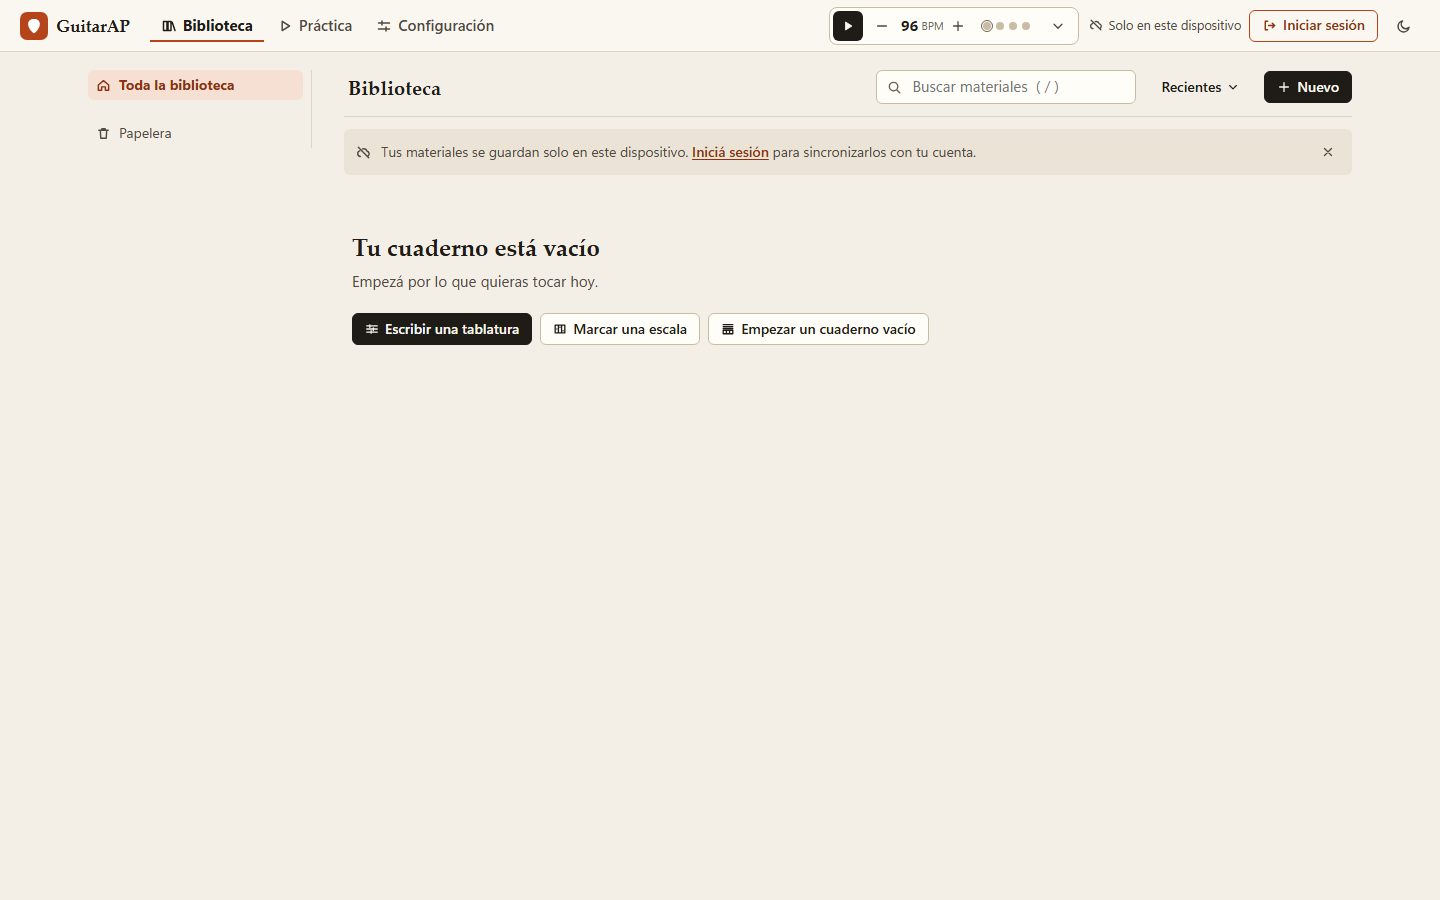 GuitarAP
Biblioteca
Práctica
Configuración
96 BPM
Solo en este dispositivo
Iniciar sesión
Toda la biblioteca
Papelera
Biblioteca
Buscar materiales ( / )
Recientes
Nuevo
Tus materiales se guardan solo en este dispositivo. Iniciá sesión para sincronizarlos con tu cuenta.
Tu cuaderno está vacío
Empezá por lo que quieras tocar hoy.
Escribir una tablatura
Marcar una escala
Empezar un cuaderno vacío